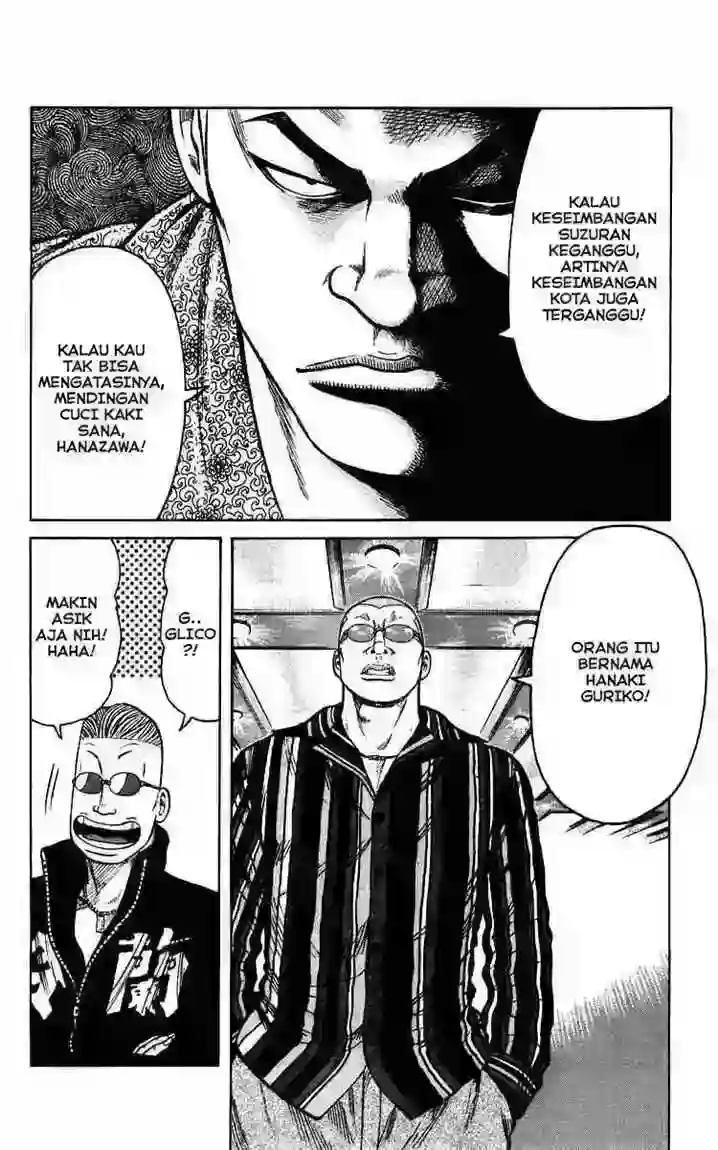 KALAU
KESEIMBANGAN
SUZURAN
KEGANGGU,
ARTINYA
KESEIMBANGAN
KOTA JUGA
TERGANGGU!
KALAU KAU
TAK BISA
MENGATASINYA,
MENDINGAN
CUCI KAKI
SANA,
HANAZAWA!
ORANG ITU
BERNAMA
HANAKI
GURIKO!
G..
GLICO
?!
MAKIN
ASIK
AJA NIH!
HAHA!
蘭